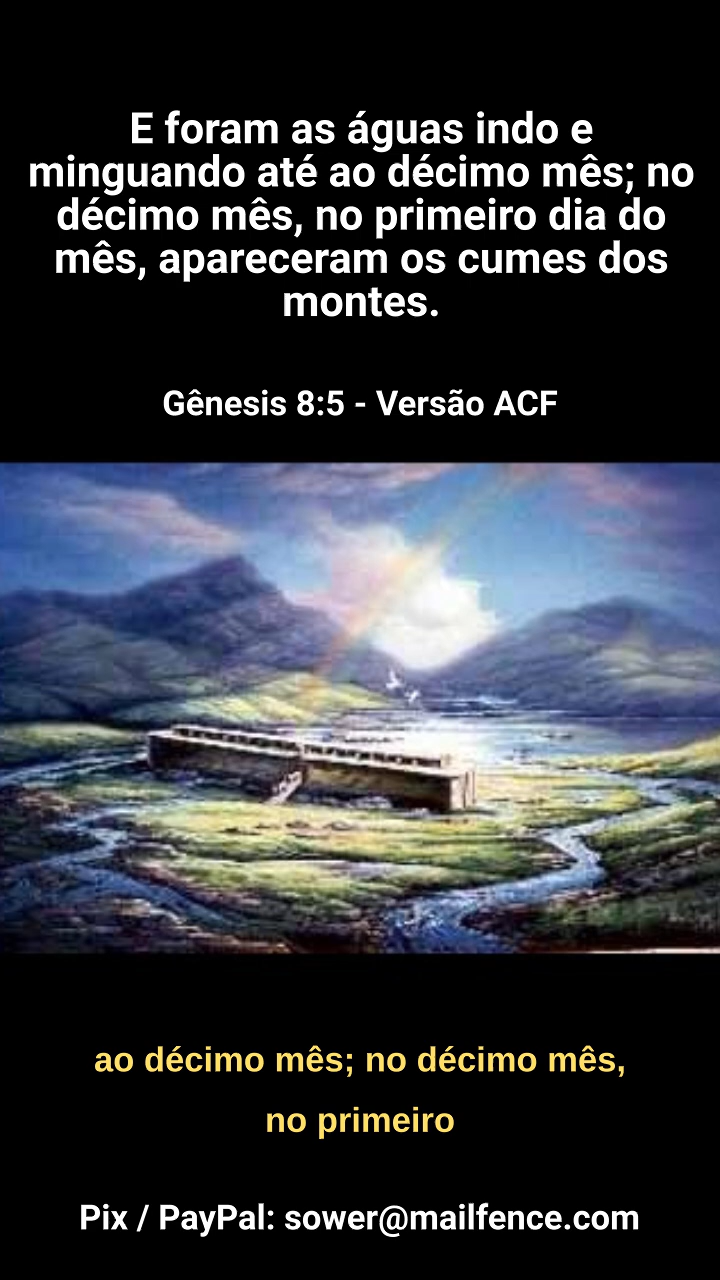 E foram as águas indo e
minguando até ao décimo mês; no
décimo mês, no primeiro dia do
mês, apareceram os cumes dos
montes.
Gênesis 8:5 - Versão ACF
ao décimo mês; no décimo mês,
no primeiro
Pix / PayPal: sower@mailfence.com